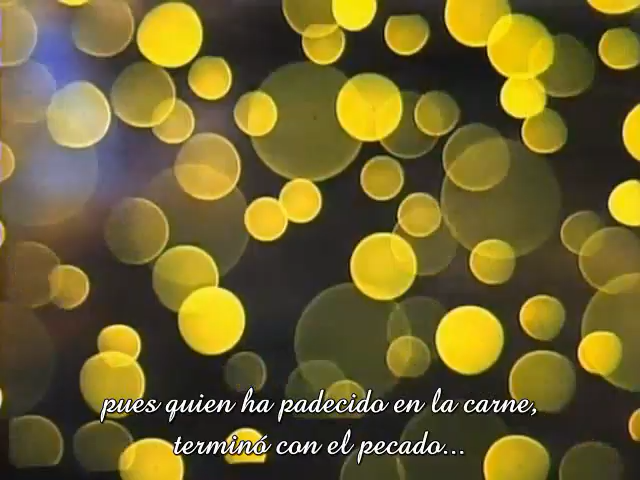 pues quien ha padecido en la carne,
terminó con el pecado...